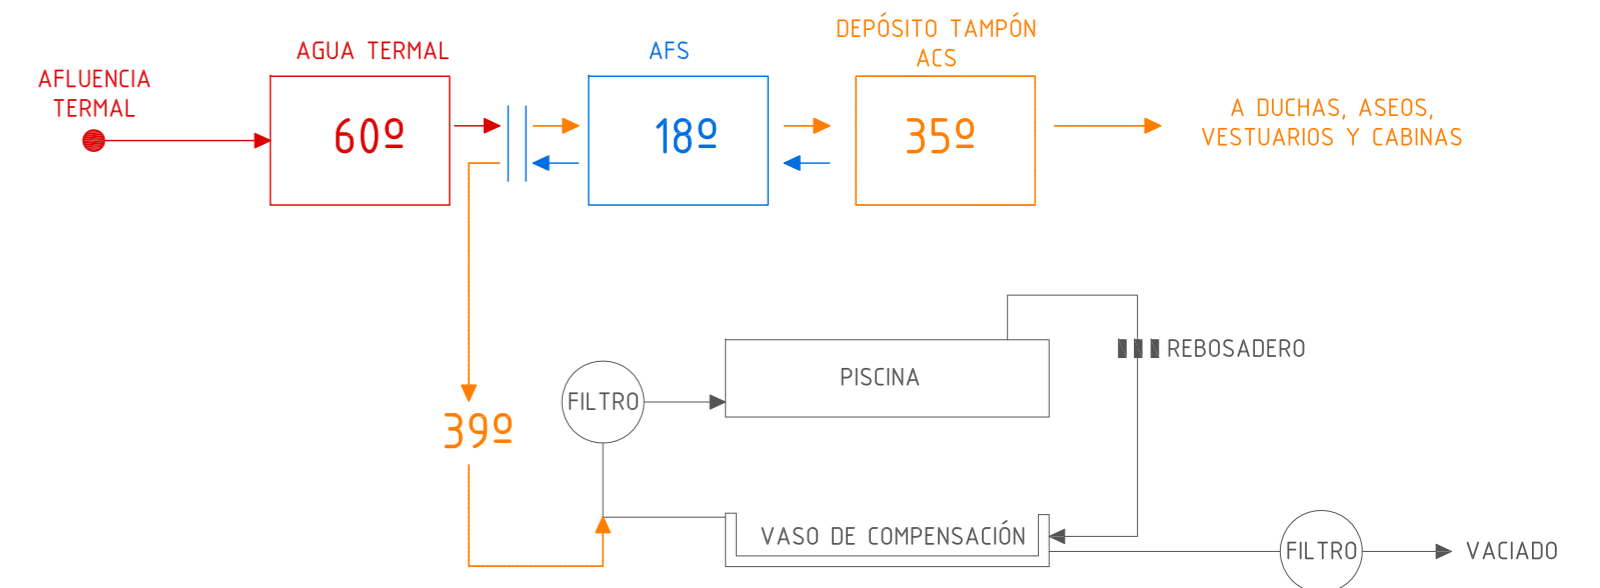 DEPÓSITO TAMPÓN
ACS
AGUA TERMAL
AFS
AFLUENCIA
TERMAL
60º
18º
35º
A DUCHAS, ASEOS,
VESTUARIOS Y CABINAS
REBOSADERO
PISCINA
FILTRO
39º
VASO DE COMPENSACIÓN
FILTRO
VACIADO